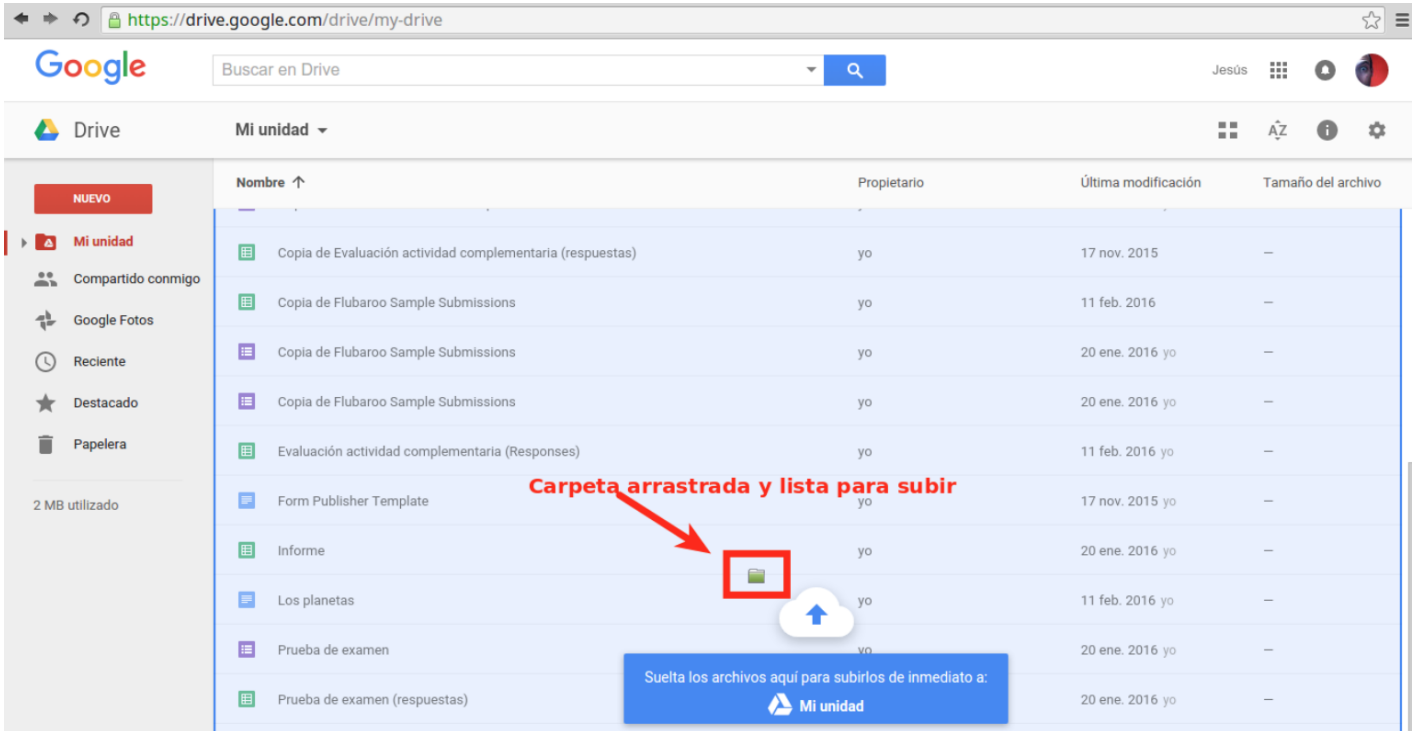 https://drive.google.com/drive/my-drive
Google
Buscar en Drive
Jesús
Drive
Mi unidad
NUEVO
Mi unidad
Compartido conmigo
Google Fotos
Reciente
Destacado
Papelera
2 MB utilizado
Nombre Propietario Última modificación Tamaño del archivo
Copia de Evaluación actividad complementaria (respuestas) yo 17 nov. 2015 —
Copia de Flubaroo Sample Submissions yo 11 feb. 2016 —
Copia de Flubaroo Sample Submissions yo 20 ene. 2016 yo —
Copia de Flubaroo Sample Submissions yo 20 ene. 2016 yo —
Evaluación actividad complementaria (Responses) yo 11 feb. 2016 yo —
Carpeta arrastrada y lista para subir
Form Publisher Template yo 17 nov. 2015 yo —
Informe yo 20 ene. 2016 yo —
Los planetas yo 11 feb. 2016 yo —
Prueba de examen yo 20 ene. 2016 yo —
Suelta los archivos aquí para subirlos de inmediato a:
Mi unidad
Prueba de examen (respuestas) 20 ene. 2016 yo —